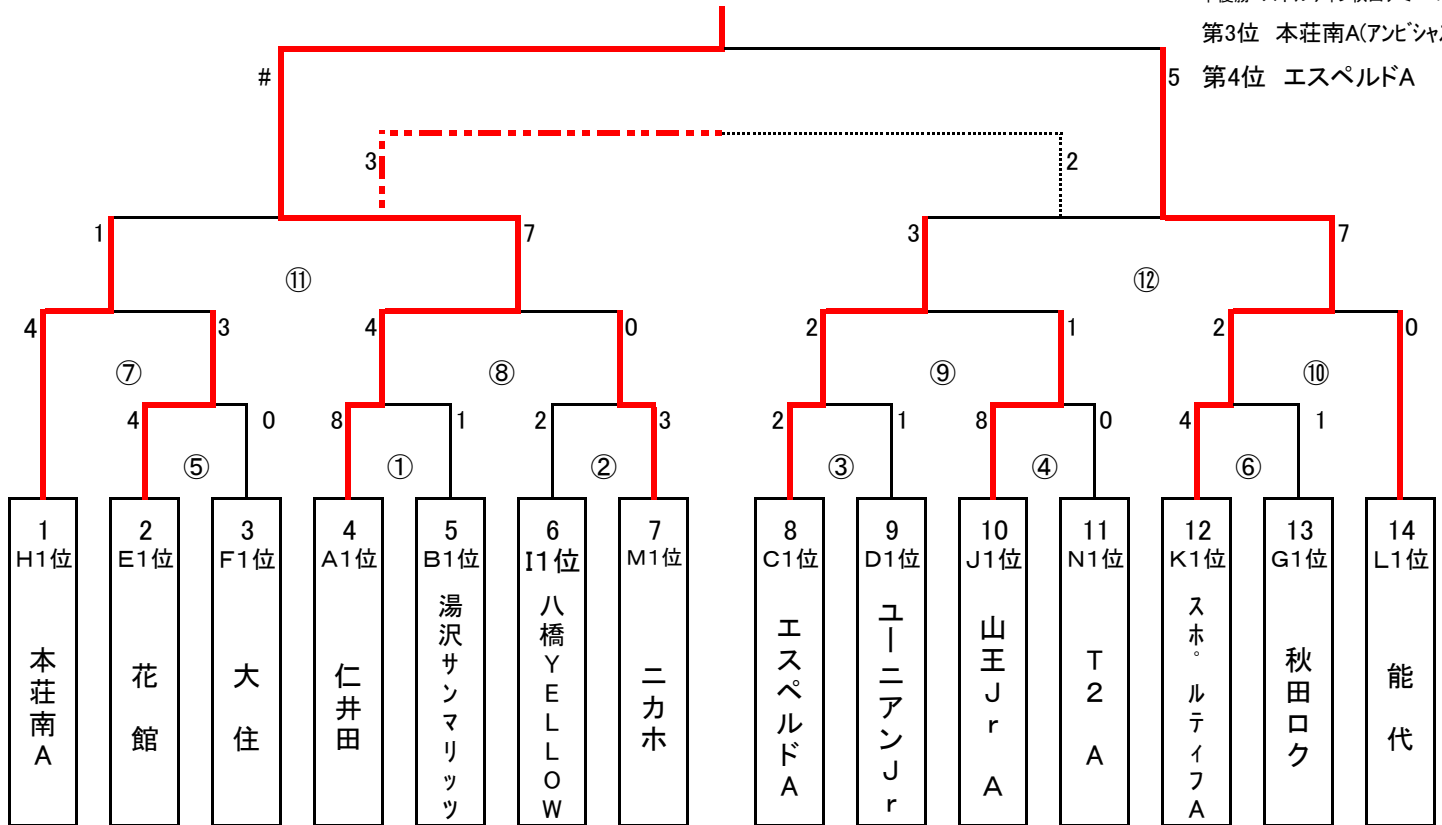 第3位 本荘南A(アンビシャ
# 5 第4位 エスペルドA
3 2
1 7 3 7
⑪ ⑫
4 3 4 0 2 1 2 0
⑦ ⑧ ⑨ ⑩
4 0 8 1 2 3 2 1 8 0 4 1
⑤ ① ② ③ ④ ⑥
1 2 3 4 5 6 7 8 9 10 11 12 13 14
H1位 E1位 F1位 A1位 B1位 I1位 M1位 C1位 D1位 J1位 N1位 K1位 G1位 L1位
本荘南A
花館
大住
仁井田
湯沢サンマリッツ
八橋YELLOW
ニカホ
エスペルドA
ユーニアンJr
山王Jr A
T2 A
スポルティフA
秋田ロク
能代